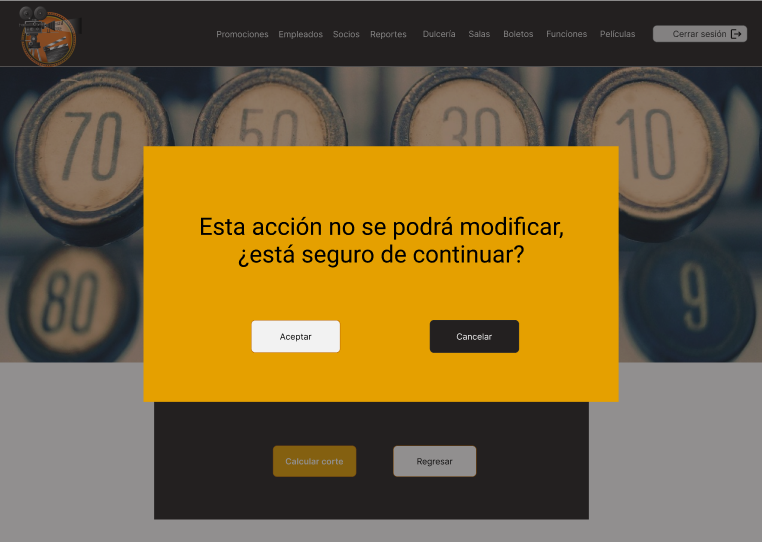 Promociones Empleados Socios Reportes Dulcería Salas Boletos Funciones Películas Cerrar sesión
70 50 30 10
Esta acción no se podrá modificar,
¿está seguro de continuar?
80 9
Aceptar Cancelar
Calcular corte Regresar